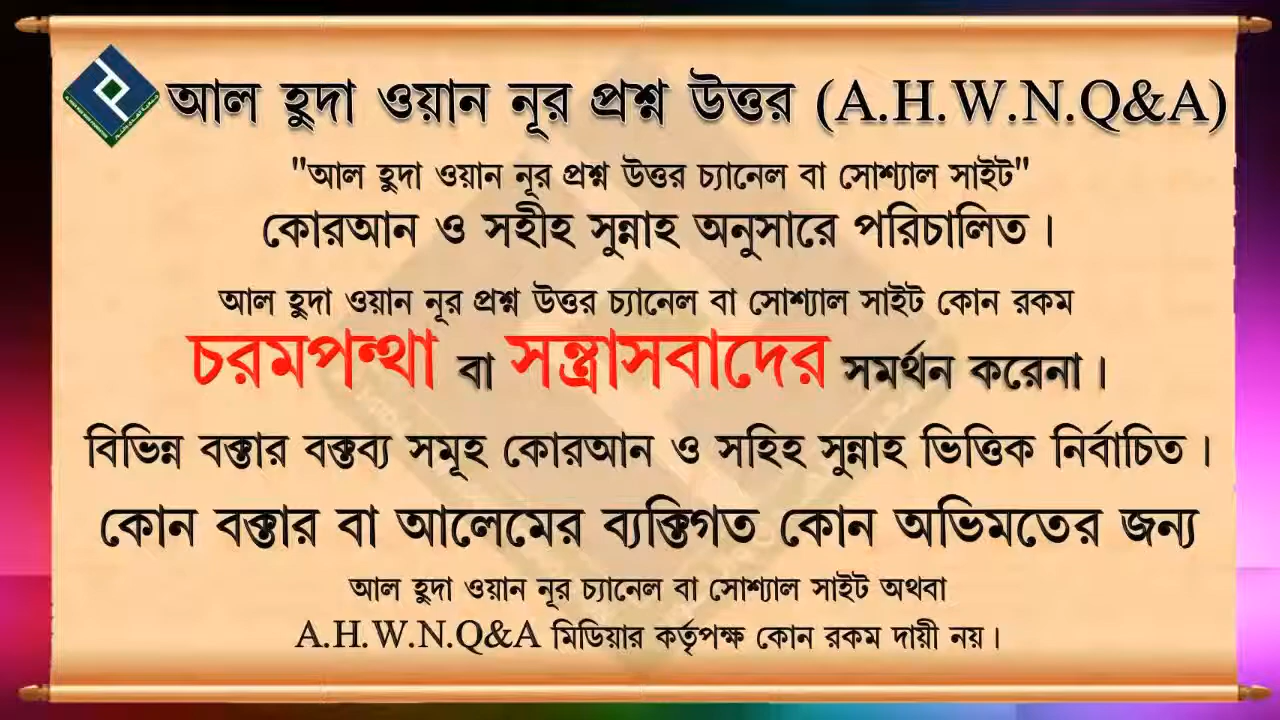 আল হুদা ওয়ান নূর প্রশ্ন উত্তর (A.H.W.N.Q&A)
"আল হুদা ওয়ান নূর প্রশ্ন উত্তর চ্যানেল বা সোশ্যাল সাইট"
কোরআন ও সহীহ সুন্নাহ অনুসারে পরিচালিত।
আল হুদা ওয়ান নূর প্রশ্ন উত্তর চ্যানেল বা সোশ্যাল সাইট কোন রকম
চরমপন্থা বা সন্ত্রাসবাদের সমর্থন করেনা।
বিভিন্ন বক্তার বক্তব্য সমূহ কোরআন ও সহিহ সুন্নাহ ভিত্তিক নির্বাচিত।
কোন বক্তার বা আলেমের ব্যক্তিগত কোন অভিমতের জন্য
আল হুদা ওয়ান নূর চ্যানেল বা সোশ্যাল সাইট অথবা
A.H.W.N.Q&A মিডিয়ার কর্তৃপক্ষ কোন রকম দায়ী নয়।